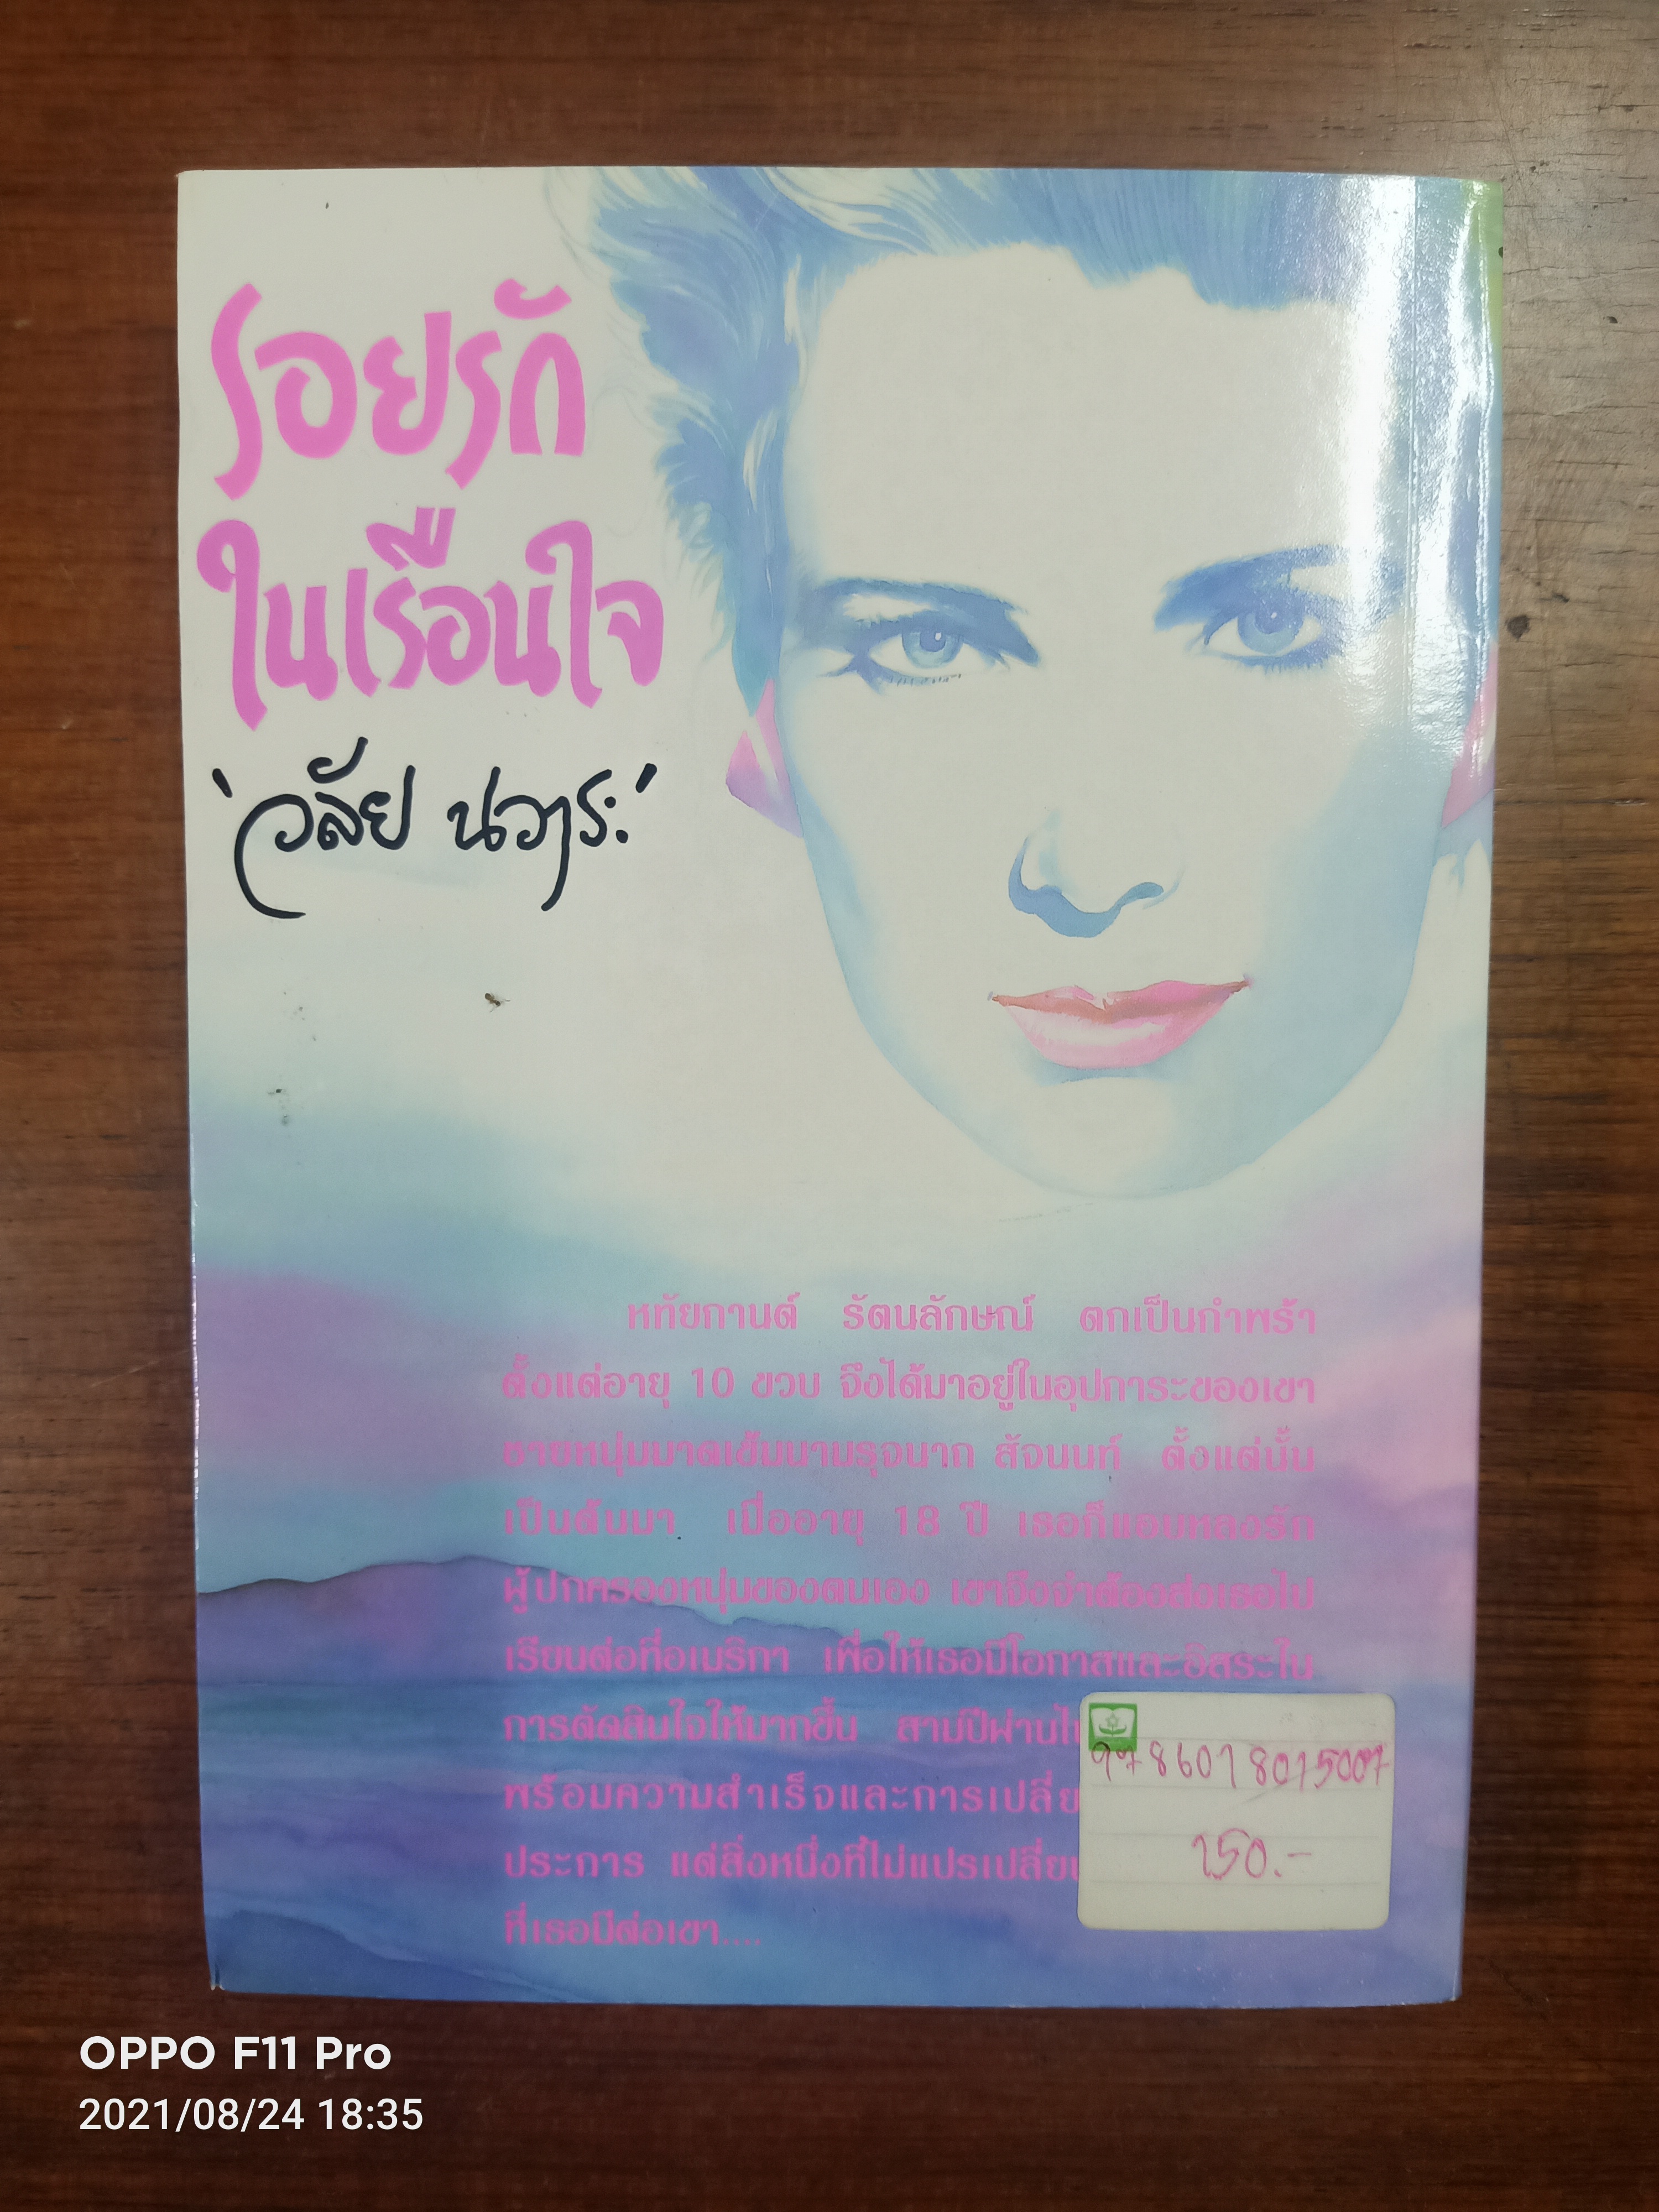 รอยรัก
ในเรือนใจ
'วลัย นวาระ'
หทัยกานต์ รัตนลักษณ์ ตกเป็นกำพร้า
ตั้งแต่อายุ 10 ขวบ จึงได้มาอยู่ในอุปการะของเขา
ชายหนุ่มมาดเข้มนามรุจนาถ สัจนนท์ ตั้งแต่นั้น
เป็นต้นมา เมื่ออายุ 18 ปี เธอก็แอบหลงรัก
ผู้ปกครองหนุ่มของตนเอง เขาจึงจำต้องส่งเธอไป
เรียนต่อที่อเมริกา เพื่อให้เธอมีโอกาสและอิสระใน
การตัดสินใจให้มากขึ้น สามปีผ่านไป
พร้อมความสำเร็จและการเปลี่ย
ประการ แต่สิ่งหนึ่งที่ไม่แปรเปลี่ยน
ที่เธอมีต่อเขา....
9786018015007
150.-
OPPO F11 Pro
2021/08/24 18:35